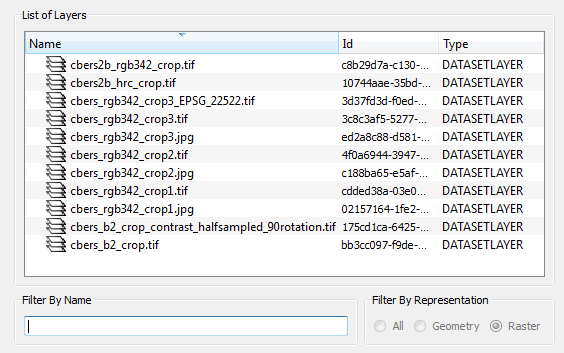 List of Layers
Name Id Type
cbers2b_rgb342_crop.tif c8b29d7a-c130-... DATASETLAYER
cbers2b_hrc_crop.tif 10744aae-35bd-... DATASETLAYER
cbers_rgb342_crop3_EPSG_22522.tif 3d37fd3d-f0ed-... DATASETLAYER
cbers_rgb342_crop3.tif 3c8c3af5-5277-... DATASETLAYER
cbers_rgb342_crop3.jpg ed2a8c88-d581-... DATASETLAYER
cbers_rgb342_crop2.tif 4f0a6944-3947-... DATASETLAYER
cbers_rgb342_crop2.jpg c188ba65-e5af-... DATASETLAYER
cbers_rgb342_crop1.tif cdded38a-03e0... DATASETLAYER
cbers_rgb342_crop1.jpg 02157164-1fe2-... DATASETLAYER
cbers_b2_crop_contrast_halfsampled_90rotation.tif 175cd1ca-6425-... DATASETLAYER
cbers_b2_crop.tif bb3cc097-f9de-... DATASETLAYER
Filter By Name Filter By Representation
All Geometry Raster